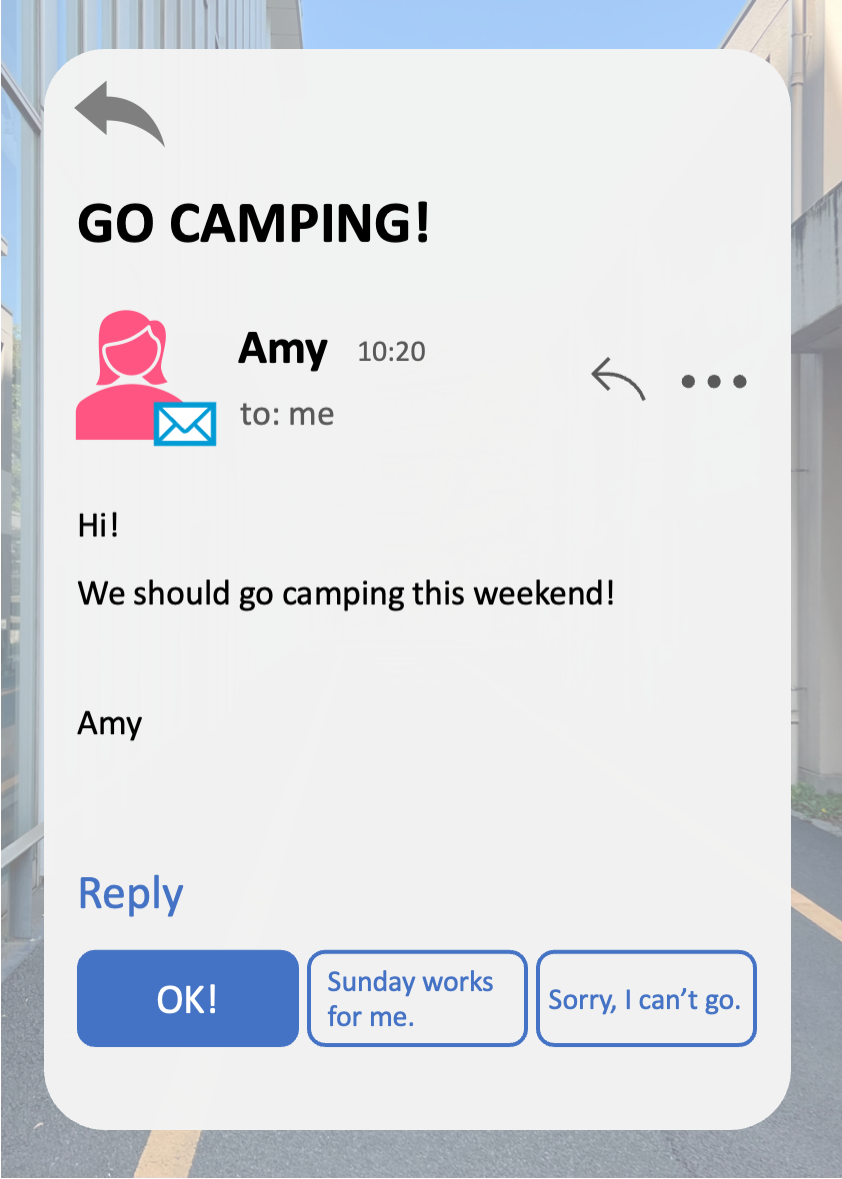 GO CAMPING!
Amy 10:20
to: me
Hi!
We should go camping this weekend!
Amy
Reply
OK!
Sunday works
for me.
Sorry, I can’t go.